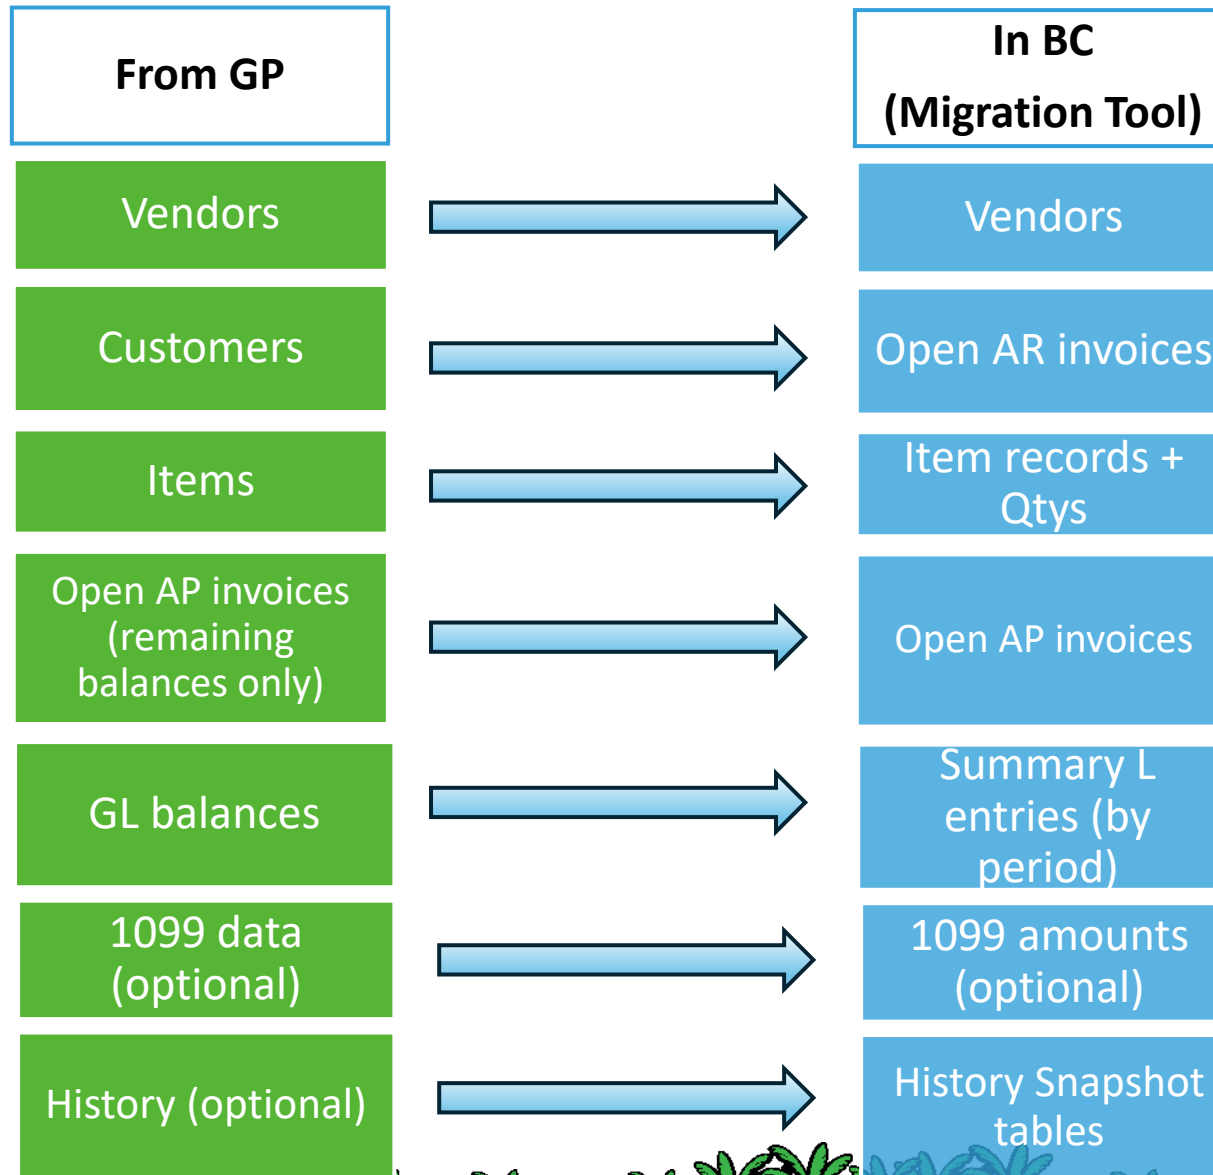 From GP
In BC
(Migration Tool)
Vendors
Vendors
Customers
Open AR invoices
Items
Item records +
Qtys
Open AP invoices
(remaining
balances only)
Open AP invoices
GL balances
Summary L
entries (by
period)
1099 data
(optional)
1099 amounts
(optional)
History (optional)
History Snapshot
tables